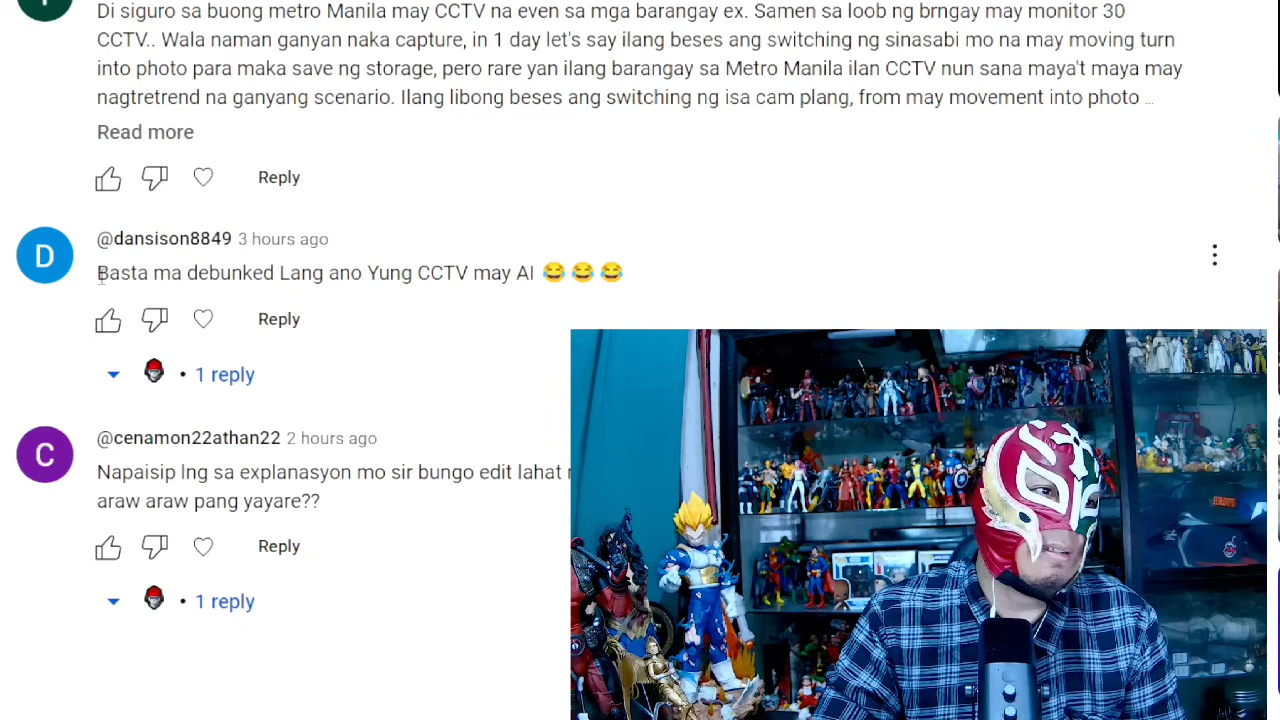 Di siguro sa buong metro Manila may CCTV na even sa mga barangay ex. Samen sa loob ng brngay may monitor 30
CCTV.. Wala naman ganyan naka capture, in 1 day let's say ilang beses ang switching ng sinasabi mo na may moving turn
into photo para maka save ng storage, pero rare yan ilang barangay sa Metro Manila ilan CCTV nun sana maya't maya may
nagtretrend na ganyang scenario. Ilang libong beses ang switching ng isa cam plang, from may movement into photo ...
Read more
Reply
D
@dansison8849 3 hours ago
Basta ma debunked Lang ano Yung CCTV may AI 😂😂😂
Reply
• 1 reply
C
@cenamon22athan22 2 hours ago
Napaisip lng sa explanasyon mo sir bungo edit lahat
araw araw pang yayare??
Reply
• 1 reply